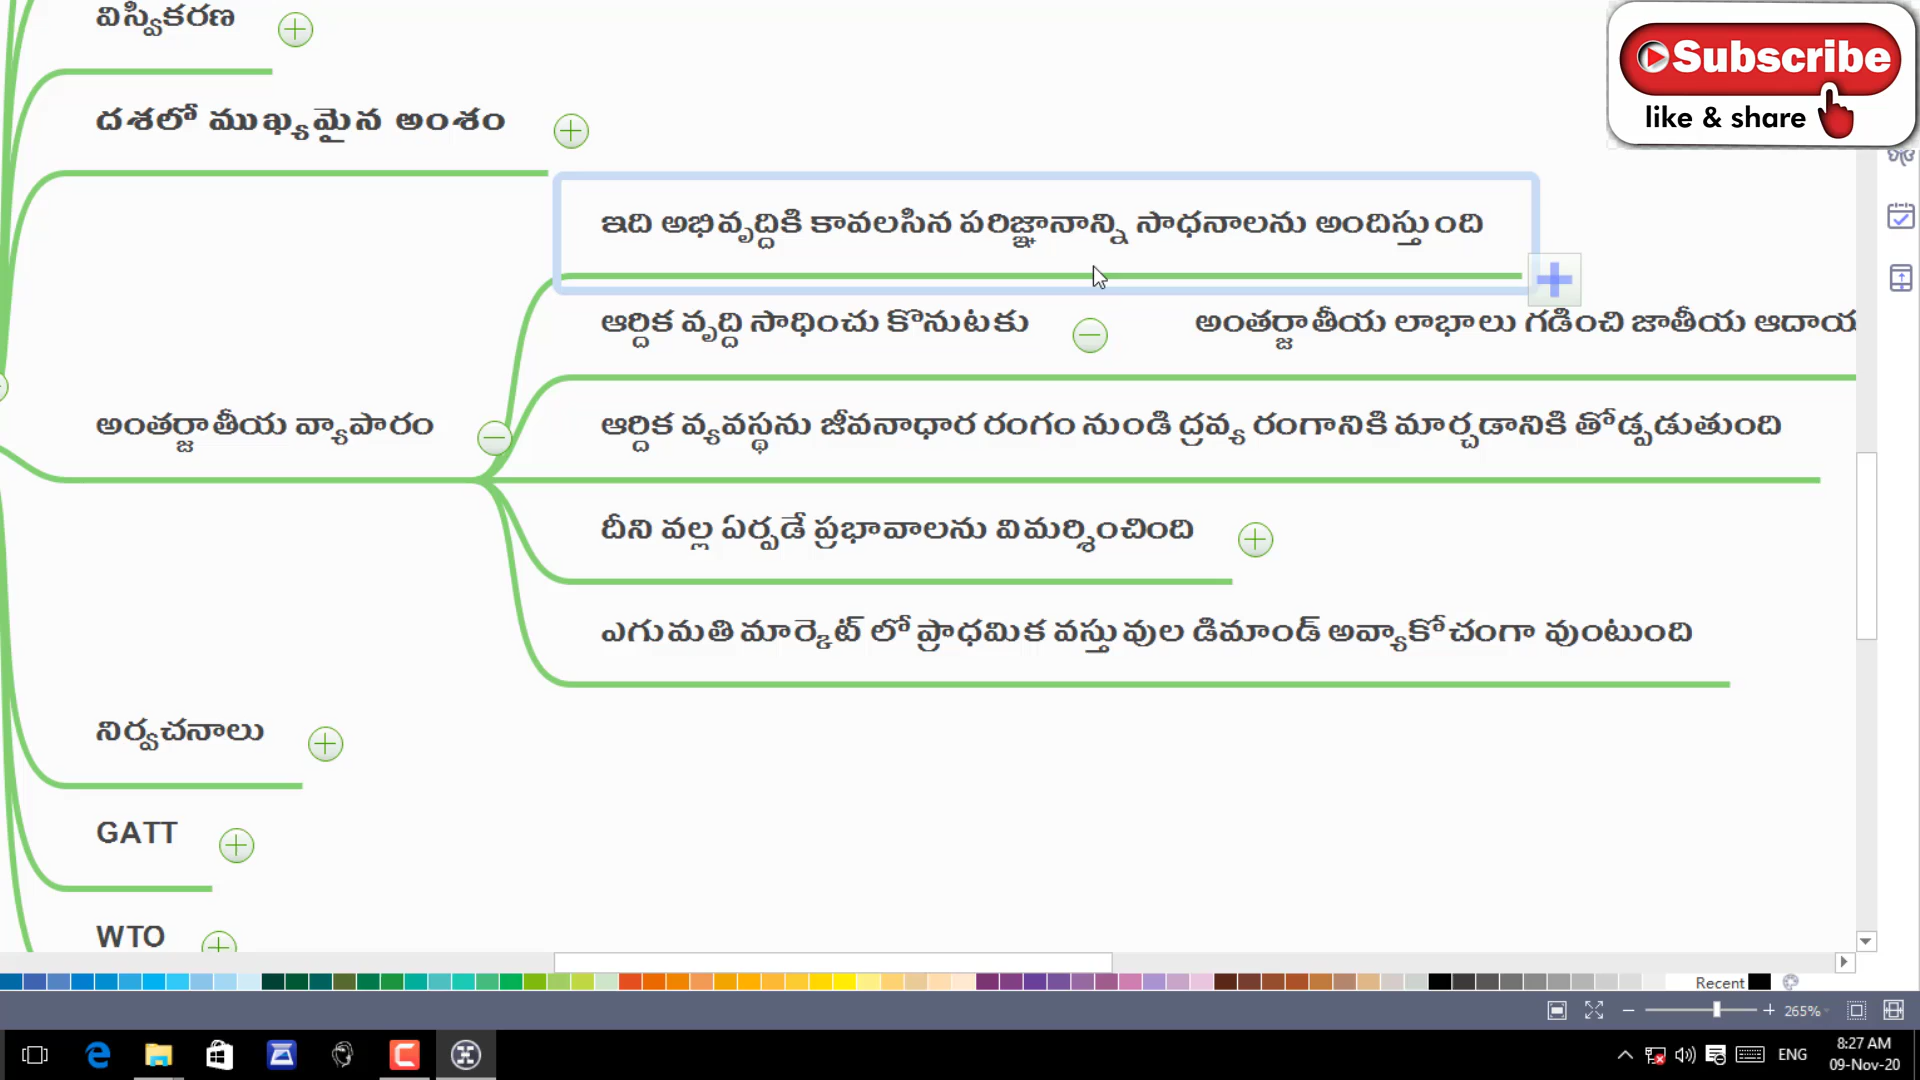 విస్వీకరణ
Subscribe
like & share
దశలో ముఖ్యమైన అంశం
ఇది అభివృద్దికి కావలసిన పరిజ్ఞానాన్ని సాధనాలను అందిస్తుంది
ఆర్ధిక వృద్ది సాధించు కొనుటకు
అంతర్జాతీయ లాభాలు గడించి జాతీయ ఆదాయ
అంతర్జాతీయ వ్యాపారం
ఆర్ధిక వ్యవస్థను జీవనాధార రంగం నుండి ద్రవ్య రంగానికి మార్చడానికి తోడ్పడుతుంది
దీని వల్ల ఏర్పడే ప్రభావాలను విమర్శించింది
ఎగుమతి మార్కెట్ లో ప్రాధమిక వస్తువుల డిమాండ్ అవ్యాకోచంగా వుంటుంది
నిర్వచనాలు
GATT
WTO
Recent
265%
8:27 AM
ENG
09-Nov-20